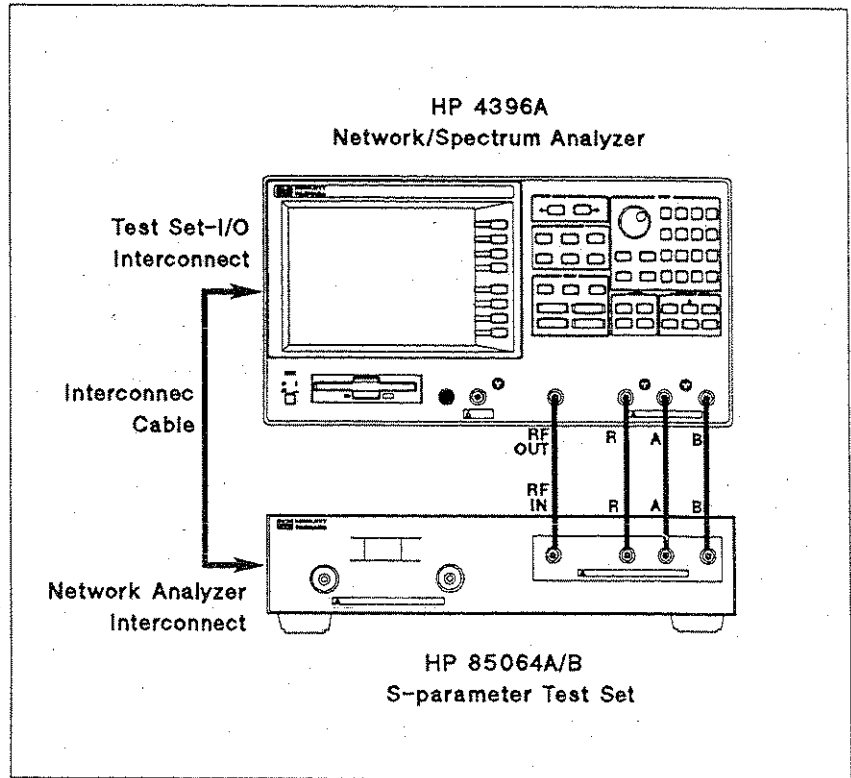 HP 4396A
Network/Spectrum Analyzer
Test Set-I/O
Interconnect
Interconnec
Cable
RF
OUT
R
A
B
RF
IN
R
A
B
Network Analyzer
Interconnect
HP 85064A/B
S-parameter Test Set